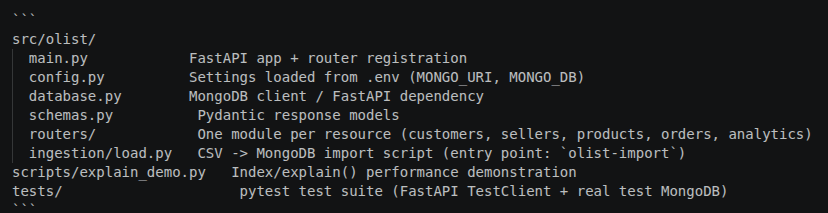 ```
src/olist/
  main.py            FastAPI app + router registration
  config.py          Settings loaded from .env (MONGO_URI, MONGO_DB)
  database.py        MongoDB client / FastAPI dependency
  schemas.py          Pydantic response models
  routers/            One module per resource (customers, sellers, products, orders, analytics)
  ingestion/load.py   CSV -> MongoDB import script (entry point: `olist-import`)
scripts/explain_demo.py   Index/explain() performance demonstration
tests/                     pytest test suite (FastAPI TestClient + real test MongoDB)
```